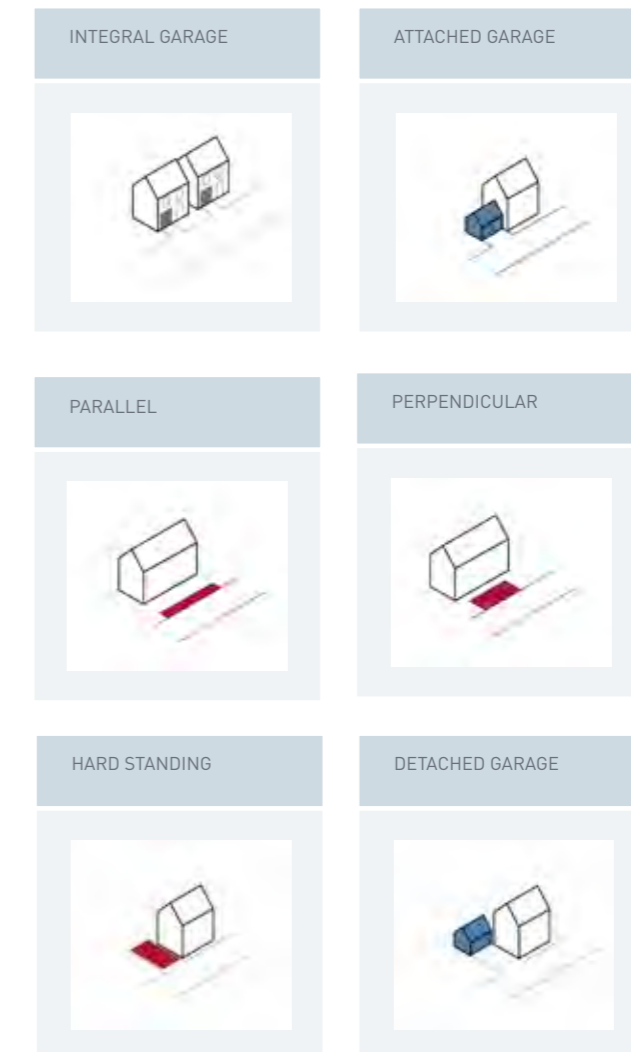 INTEGRAL GARAGE
ATTACHED GARAGE
PARALLEL
PERPENDICULAR
HARD STANDING
DETACHED GARAGE